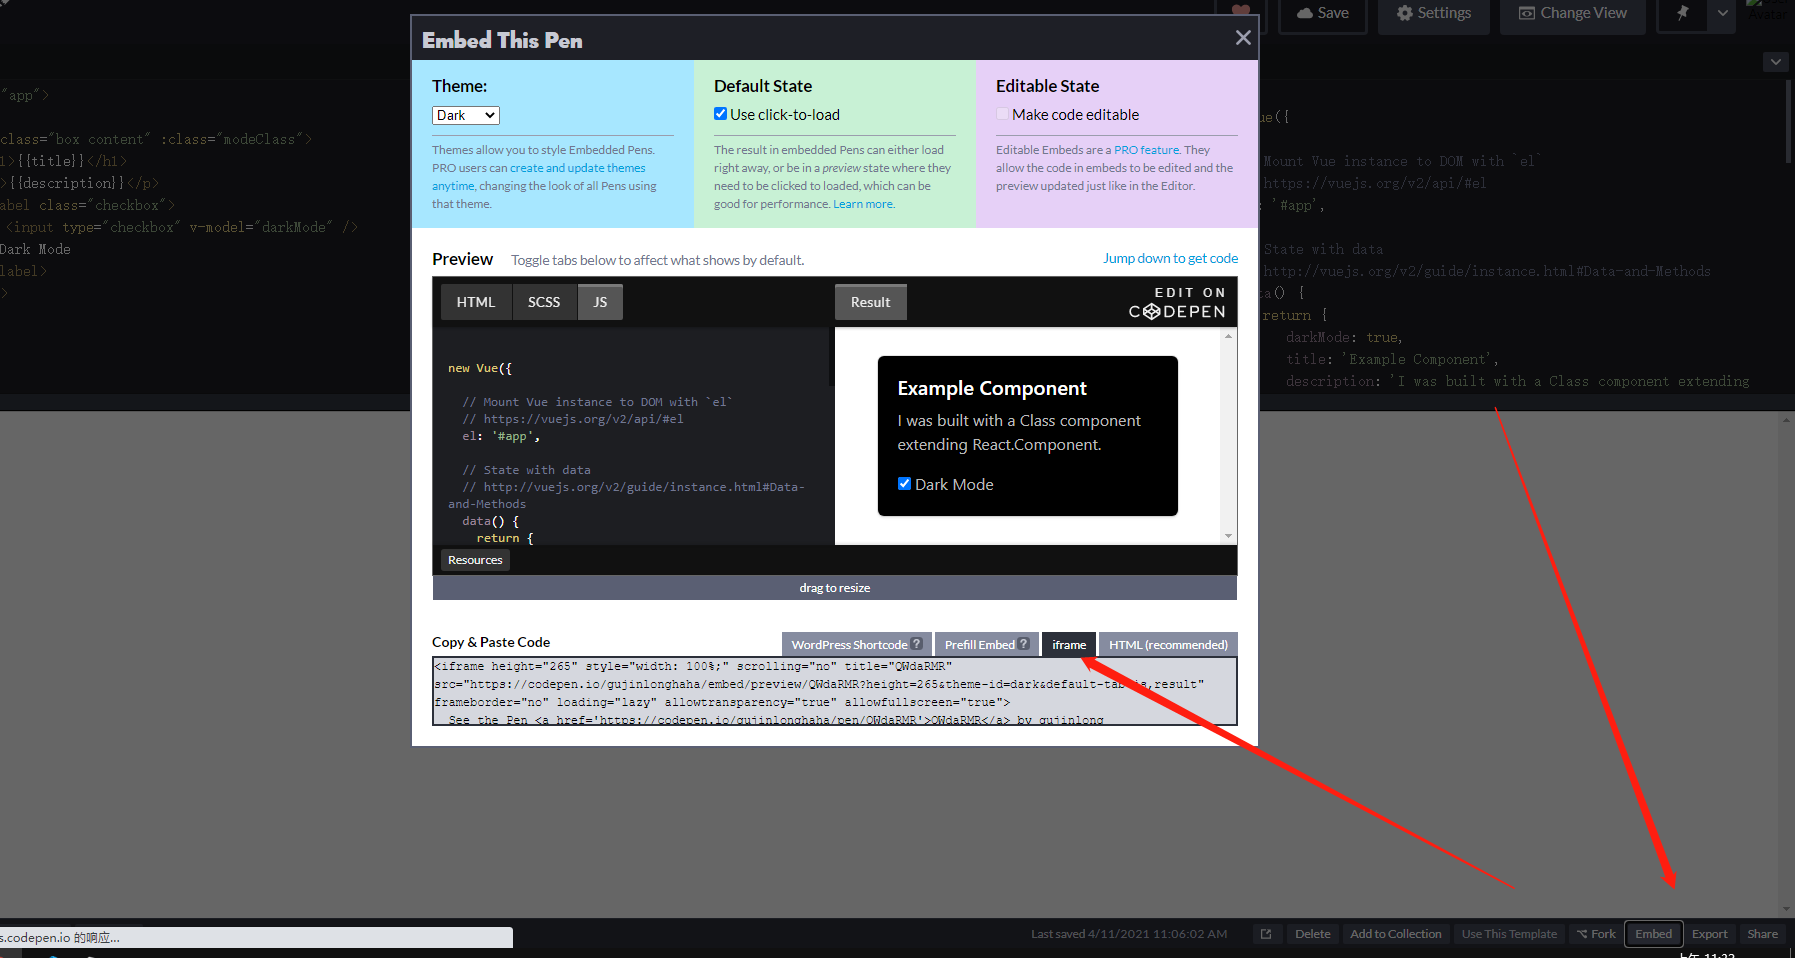 Save
Settings
Change View
Avatar
Embed This Pen
Theme:
Dark
Themes allow you to style Embedded Pens.
PRO users can create and update themes
anytime, changing the look of all Pens using
that theme.
Default State
Use click-to-load
The result in embedded Pens can either load
right away, or be in a preview state where they
need to be clicked to loaded, which can be
good for performance. Learn more.
Editable State
Make code editable
Editable Embeds are a PRO feature. They
allow the code in embeds to be edited and the
preview updated just like in the Editor.
"app">
class="box content" :class="modeClass">
1>{{title}}</h1>
>{{description}}</p>
abel class="checkbox">
<input type="checkbox" v-model="darkMode" />
Dark Mode
label>
>
ue({
Mount Vue instance to DOM with `el`
https://vuejs.org/v2/api/#el
: '#app',
State with data
http://vuejs.org/v2/guide/instance.html#Data-and-Methods
ta() {
return {
darkMode: true,
title: 'Example Component',
description: 'I was built with a Class component extending
Preview
Toggle tabs below to affect what shows by default.
Jump down to get code
HTML
SCSS
JS
Result
EDIT ON
CODEPEN
new Vue({
// Mount Vue instance to DOM with `el`
// https://vuejs.org/v2/api/#el
el: '#app',
// State with data
// http://vuejs.org/v2/guide/instance.html#Data-
and-Methods
data() {
return {
Example Component
I was built with a Class component
extending React.Component.
Dark Mode
Resources
drag to resize
Copy & Paste Code
WordPress Shortcode ?
Prefill Embed ?
iframe
HTML (recommended)
<iframe height="265" style="width: 100%;" scrolling="no" title="QWdaRMR"
src="https://codepen.io/gujinlonghaha/embed/preview/QWdaRMR?height=265&theme-id=dark&default-tab=js,result"
frameborder="no" loading="lazy" allowtransparency="true" allowfullscreen="true">
See the Pen <a href='https://codepen.io/gujinlonghaha/pen/QWdaRMR'>QWdaRMR</a> by gujinlong
s.codepen.io 的响应...
Last saved 4/11/2021 11:06:02 AM
Delete
Add to Collection
Use This Template
Fork
Embed
Export
Share